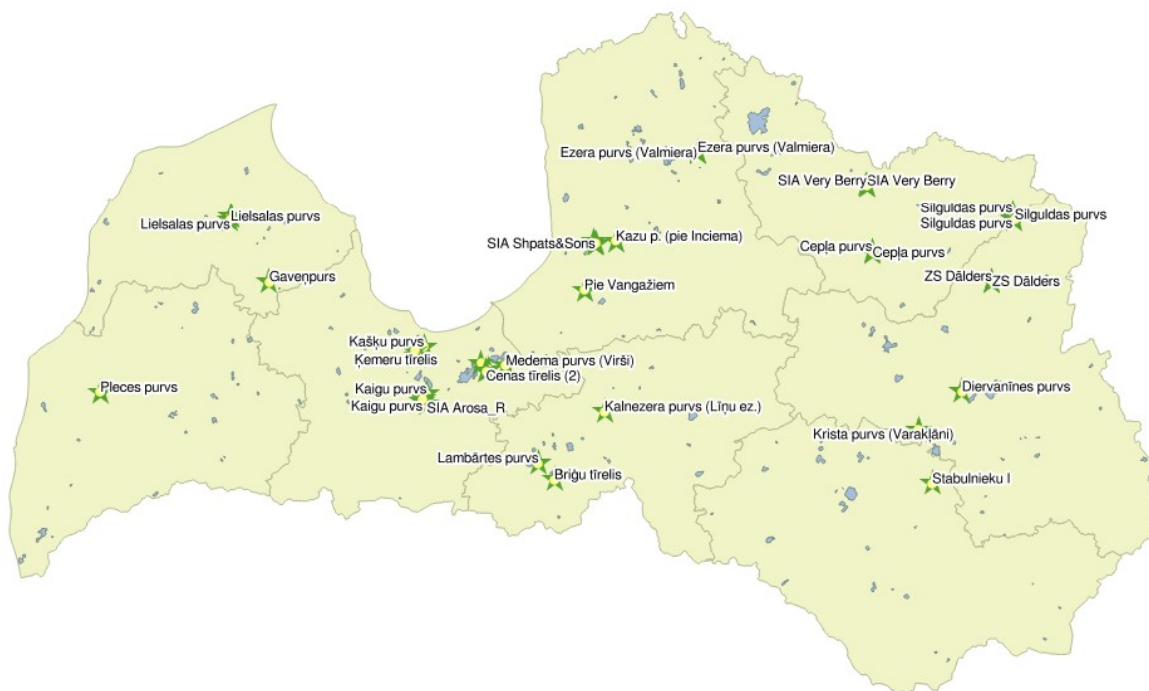 Ezera purvs (Valmiera)
Ezera purvs (Valmiera)
SIA Very Berry
SIA Very Berry
Silguldas purvs
Silguldas purvs
Silguldas purvs
Lielsalas purvs
Lielsalas purvs
SIA Shpats&Sons
Kazu p. (pie Inciema)
Cepļa purvs
Cepļa purvs
Gaveņpurs
Pie Vangažiem
ZS Dālders
ZS Dālders
Kašķu purvs
Ķemeru tīrelis
Medema purvs (Virši)
Cenas tīrelis (2)
Pleces purvs
Kaigu purvs
Kaigu purvs
SIA Arosa_R
Kalnezera purvs (Līņu ez.)
Diervanīnes purvs
Krista purvs (Varakļāni)
Lambārtes purvs
Briģu tīrelis
Stabulnieku I